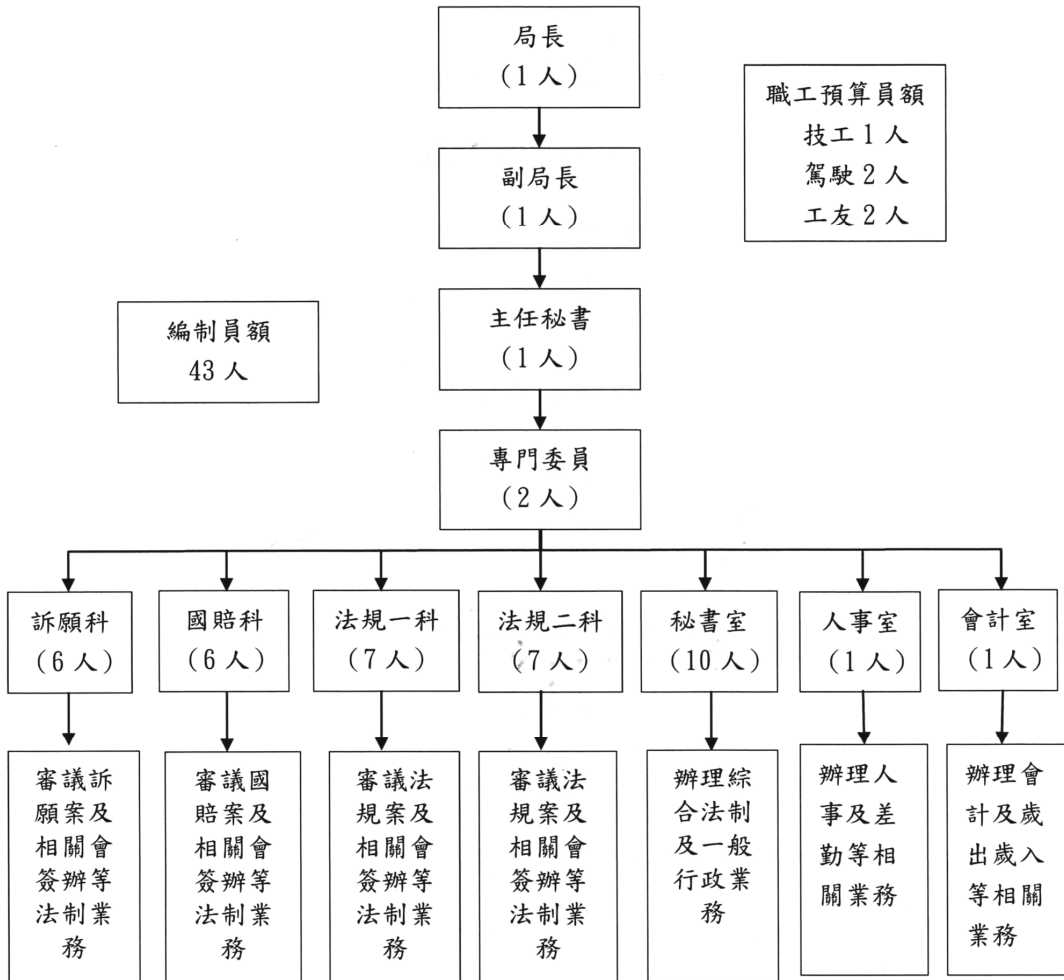 局長
(1人)
職工預算員額
技工1人
駕駛2人
工友2人
副局長
(1人)
編制員額
43人
主任秘書
(1人)
專門委員
(2人)
訴願科
(6人)
國賠科
(6人)
法規一科
(7人)
法規二科
(7人)
秘書室
(10人)
人事室
(1人)
會計室
(1人)
審議訴
願案及
相關會
簽辦等
法制業
務
審議國
賠案及
相關會
簽辦等
法制業
務
審議法
規案及
相關會
簽辦等
法制業
務
審議法
規案及
相關會
簽辦等
法制業
務
辦理綜
合法制
及一般
行政業
務
辦理人
事及差
勤等相
關業務
辦理會
計及歲
出歲入
等相關
業務